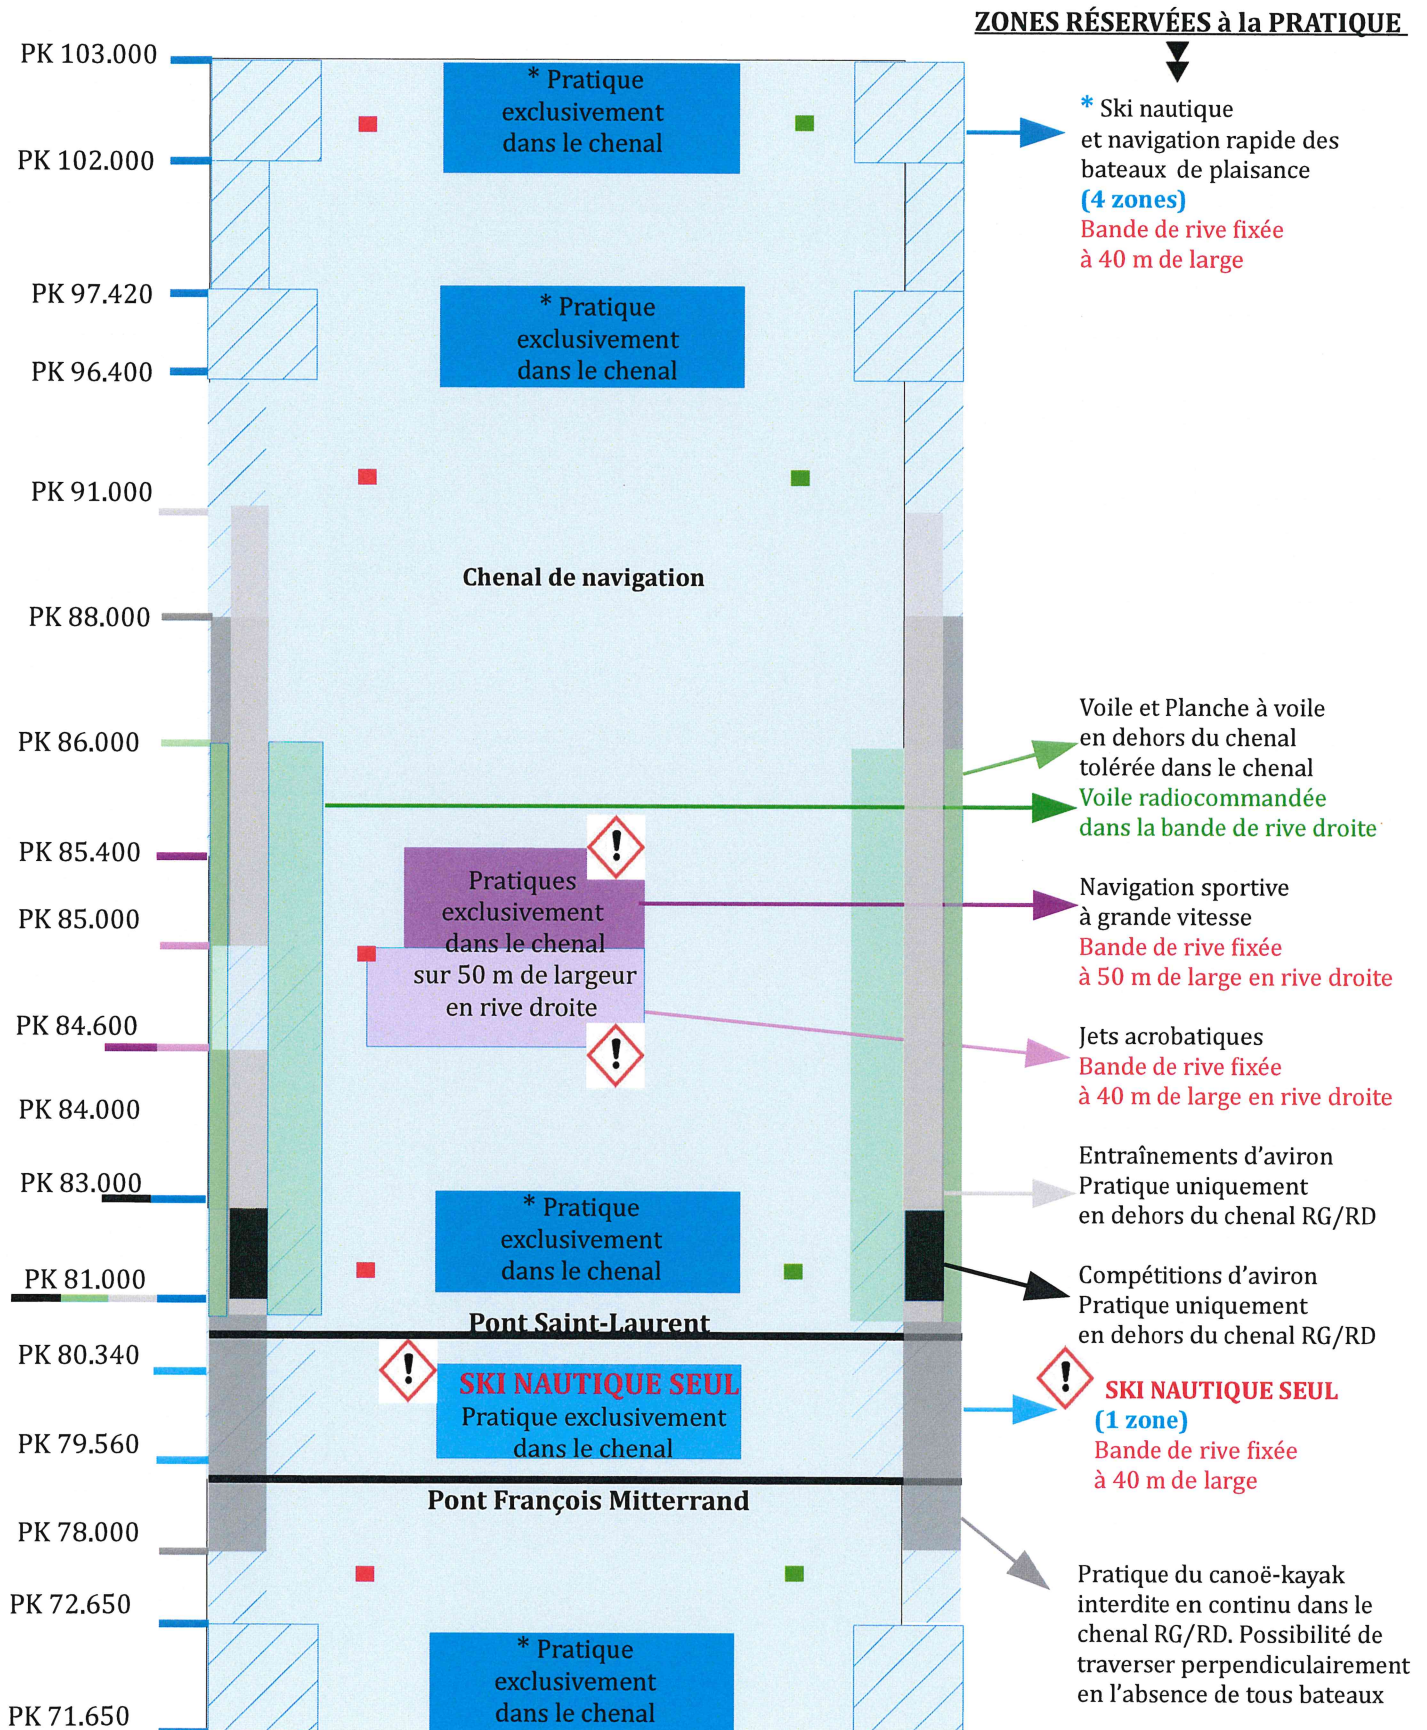 ZONES RÉSERVÉES à la PRATIQUE
PK 103.000
* Pratique
exclusivement
dans le chenal
PK 102.000
* Ski nautique
et navigation rapide des
bateaux de plaisance
(4 zones)
Bande de rive fixée
à 40 m de large
PK 97.420
* Pratique
exclusivement
dans le chenal
PK 96.400
PK 91.000
Chenal de navigation
PK 88.000
PK 86.000
Voile et Planche à voile
en dehors du chenal
tolérée dans le chenal
Voile radiocommandée
dans la bande de rive droite
PK 85.400
!
Pratiques
exclusivement
dans le chenal
sur 50 m de largeur
en rive droite
!
Navigation sportive
à grande vitesse
Bande de rive fixée
à 50 m de large en rive droite
PK 85.000
PK 84.600
Jets acrobatiques
Bande de rive fixée
à 40 m de large en rive droite
PK 84.000
Entraînements d'aviron
Pratique uniquement
en dehors du chenal RG/RD
PK 83.000
* Pratique
exclusivement
dans le chenal
Compétitions d'aviron
Pratique uniquement
en dehors du chenal RG/RD
PK 81.000
Pont Saint-Laurent
PK 80.340
!
SKI NAUTIQUE SEUL
Pratique exclusivement
dans le chenal
!
SKI NAUTIQUE SEUL
(1 zone)
Bande de rive fixée
à 40 m de large
PK 79.560
Pont François Mitterrand
PK 78.000
Pratique du canoë-kayak
interdite en continu dans le
chenal RG/RD. Possibilité de
traverser perpendiculairement
en l'absence de tous bateaux
PK 72.650
* Pratique
exclusivement
dans le chenal
PK 71.650